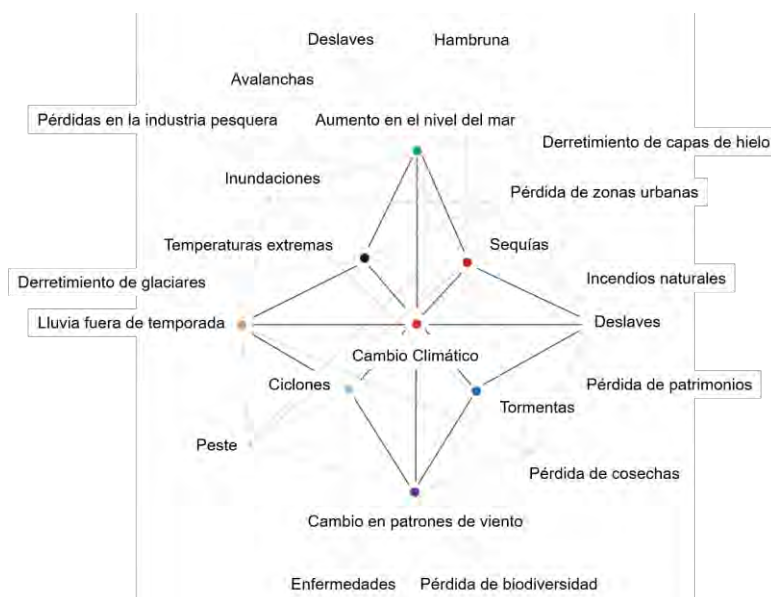 Deslaves
Hambruna
Avalanchas
Pérdidas en la industria pesquera
Aumento en el nivel del mar
Derretimiento de capas de hielo
Inundaciones
Pérdida de zonas urbanas
Temperaturas extremas
Sequías
Derretimiento de glaciares
Incendios naturales
Lluvia fuera de temporada
Deslaves
Cambio Climático
Ciclones
Pérdida de patrimonios
Tormentas
Peste
Pérdida de cosechas
Cambio en patrones de viento
Enfermedades
Pérdida de biodiversidad